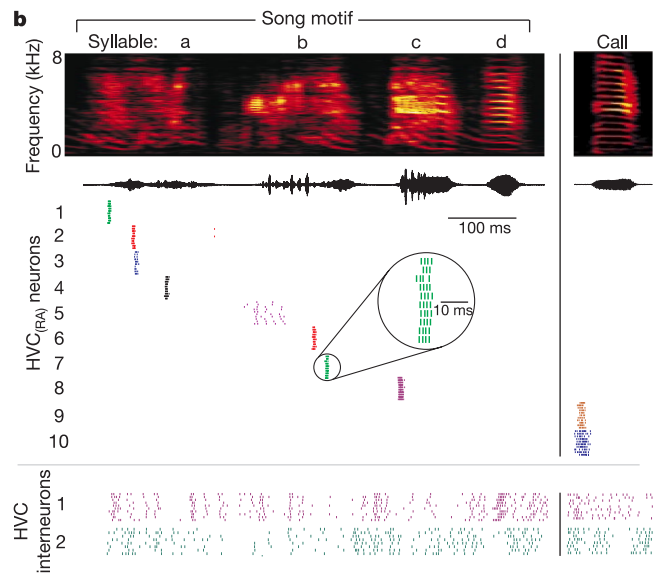 b
Song motif
Syllable: a b c d Call
Frequency (kHz)
8
0
100 ms
HVC(RA) neurons
1
2
3
4
5
6
7
8
9
10
10 ms
HVC
interneurons
1
2